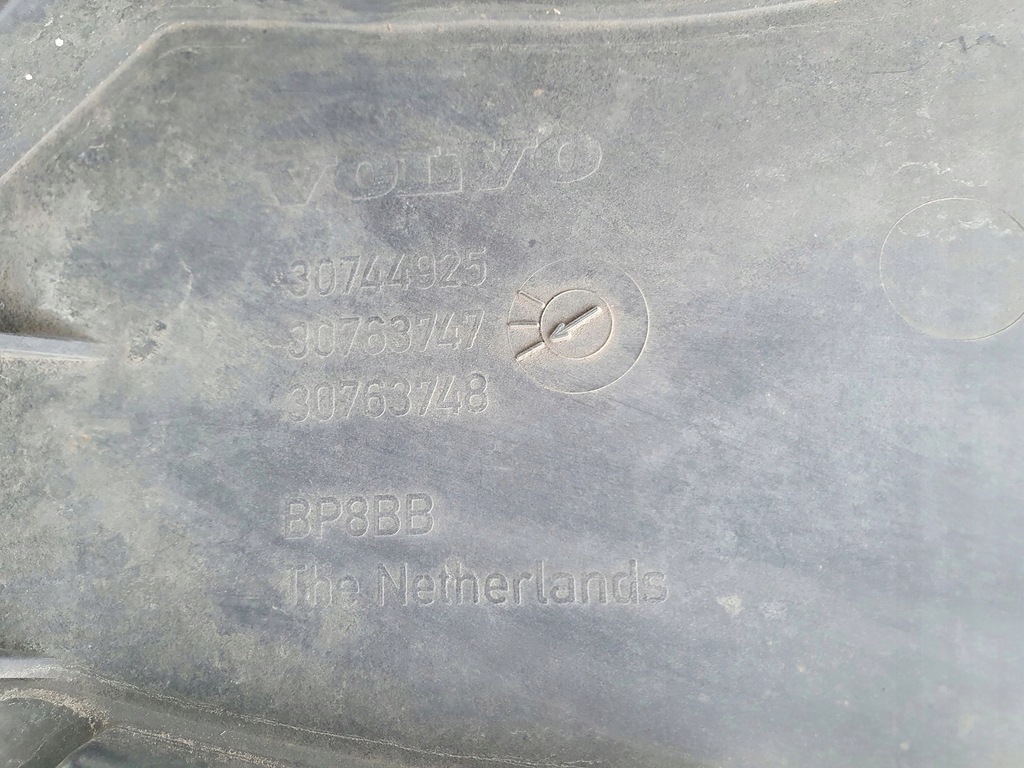 VOLVO
30744925
30763747
30763748
BP8BB
The Netherlands